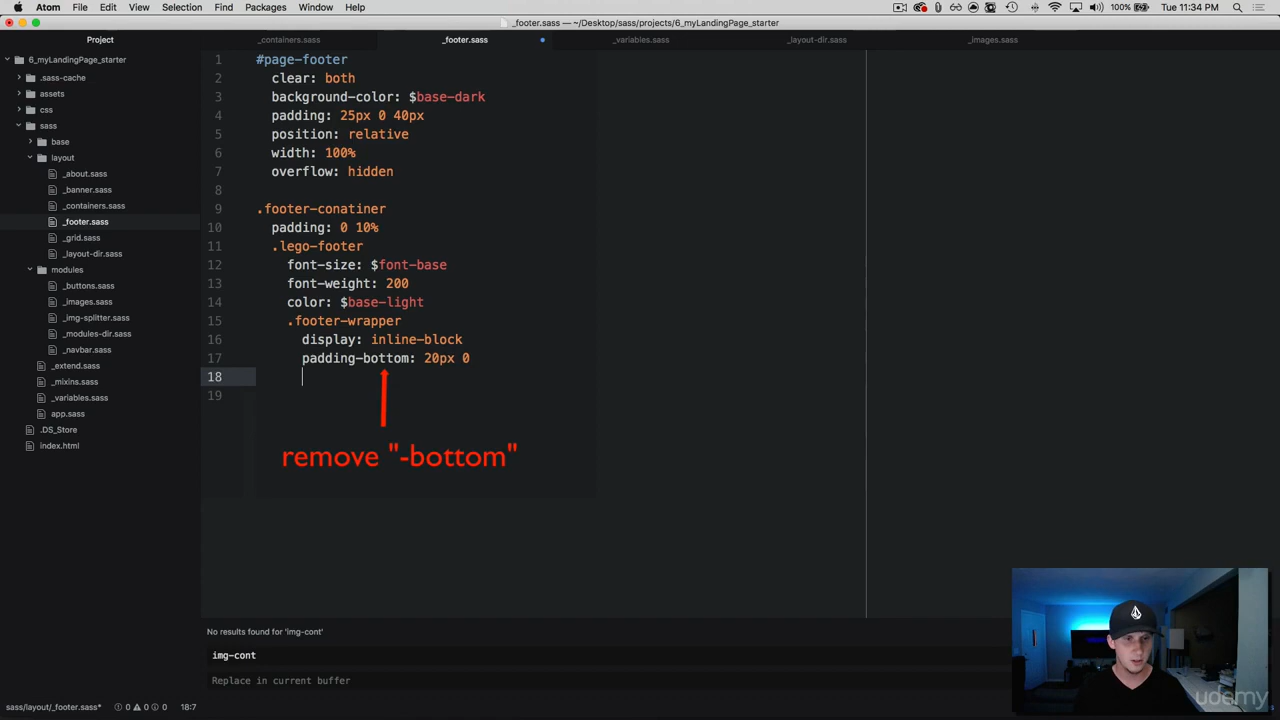 Atom File Edit View Selection Find Packages Window Help
100% Tue 11:34 PM
_footer.sass — ~/Desktop/sass/projects/6_myLandingPage_starter
Project
_containers.sass
_footer.sass
_variables.sass
_layout-dir.sass
_images.sass
6_myLandingPage_starter
.sass-cache
assets
css
sass
base
layout
_about.sass
_banner.sass
_containers.sass
_footer.sass
_grid.sass
_layout-dir.sass
modules
_buttons.sass
_images.sass
_img-splitter.sass
_modules-dir.sass
_navbar.sass
_extend.sass
_mixins.sass
_variables.sass
app.sass
.DS_Store
index.html
1 #page-footer
2 clear: both
3 background-color: $base-dark
4 padding: 25px 0 40px
5 position: relative
6 width: 100%
7 overflow: hidden
8
9 .footer-conatiner
10 padding: 0 10%
11 .lego-footer
12 font-size: $font-base
13 font-weight: 200
14 color: $base-light
15 .footer-wrapper
16 display: inline-block
17 padding-bottom: 20px 0
18
19
remove "-bottom"
No results found for 'img-cont'
img-cont
Replace in current buffer
sass/layout/_footer.sass* 0 0 0 18:7
udemy